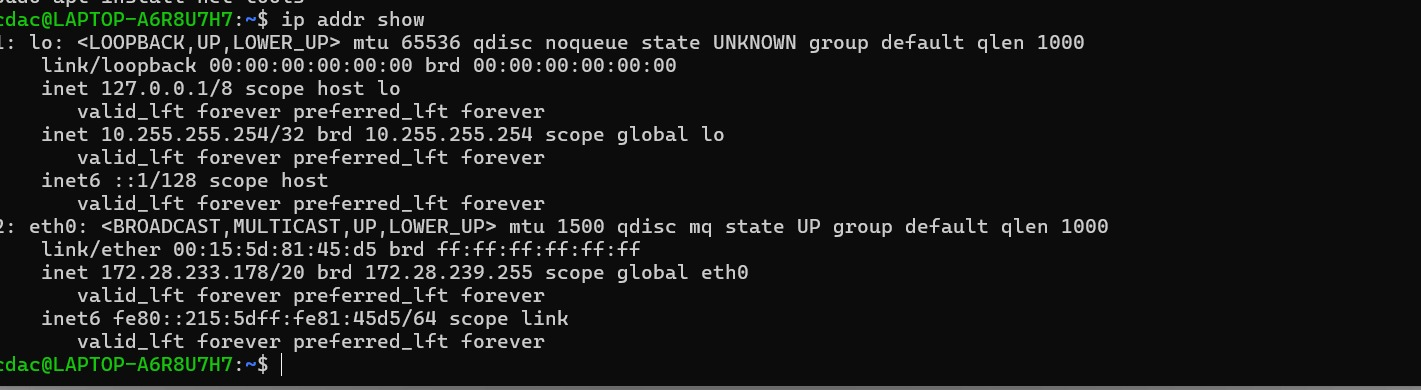 sudo apt install net-tools
cdac@LAPTOP-A6R8U7H7:~$ ip addr show
1: lo: <LOOPBACK,UP,LOWER_UP> mtu 65536 qdisc noqueue state UNKNOWN group default qlen 1000
    link/loopback 00:00:00:00:00:00 brd 00:00:00:00:00:00
    inet 127.0.0.1/8 scope host lo
       valid_lft forever preferred_lft forever
    inet 10.255.255.254/32 brd 10.255.255.254 scope global lo
       valid_lft forever preferred_lft forever
    inet6 ::1/128 scope host
       valid_lft forever preferred_lft forever
2: eth0: <BROADCAST,MULTICAST,UP,LOWER_UP> mtu 1500 qdisc mq state UP group default qlen 1000
    link/ether 00:15:5d:81:45:d5 brd ff:ff:ff:ff:ff:ff
    inet 172.28.233.178/20 brd 172.28.239.255 scope global eth0
       valid_lft forever preferred_lft forever
    inet6 fe80::215:5dff:fe81:45d5/64 scope link
       valid_lft forever preferred_lft forever
cdac@LAPTOP-A6R8U7H7:~$